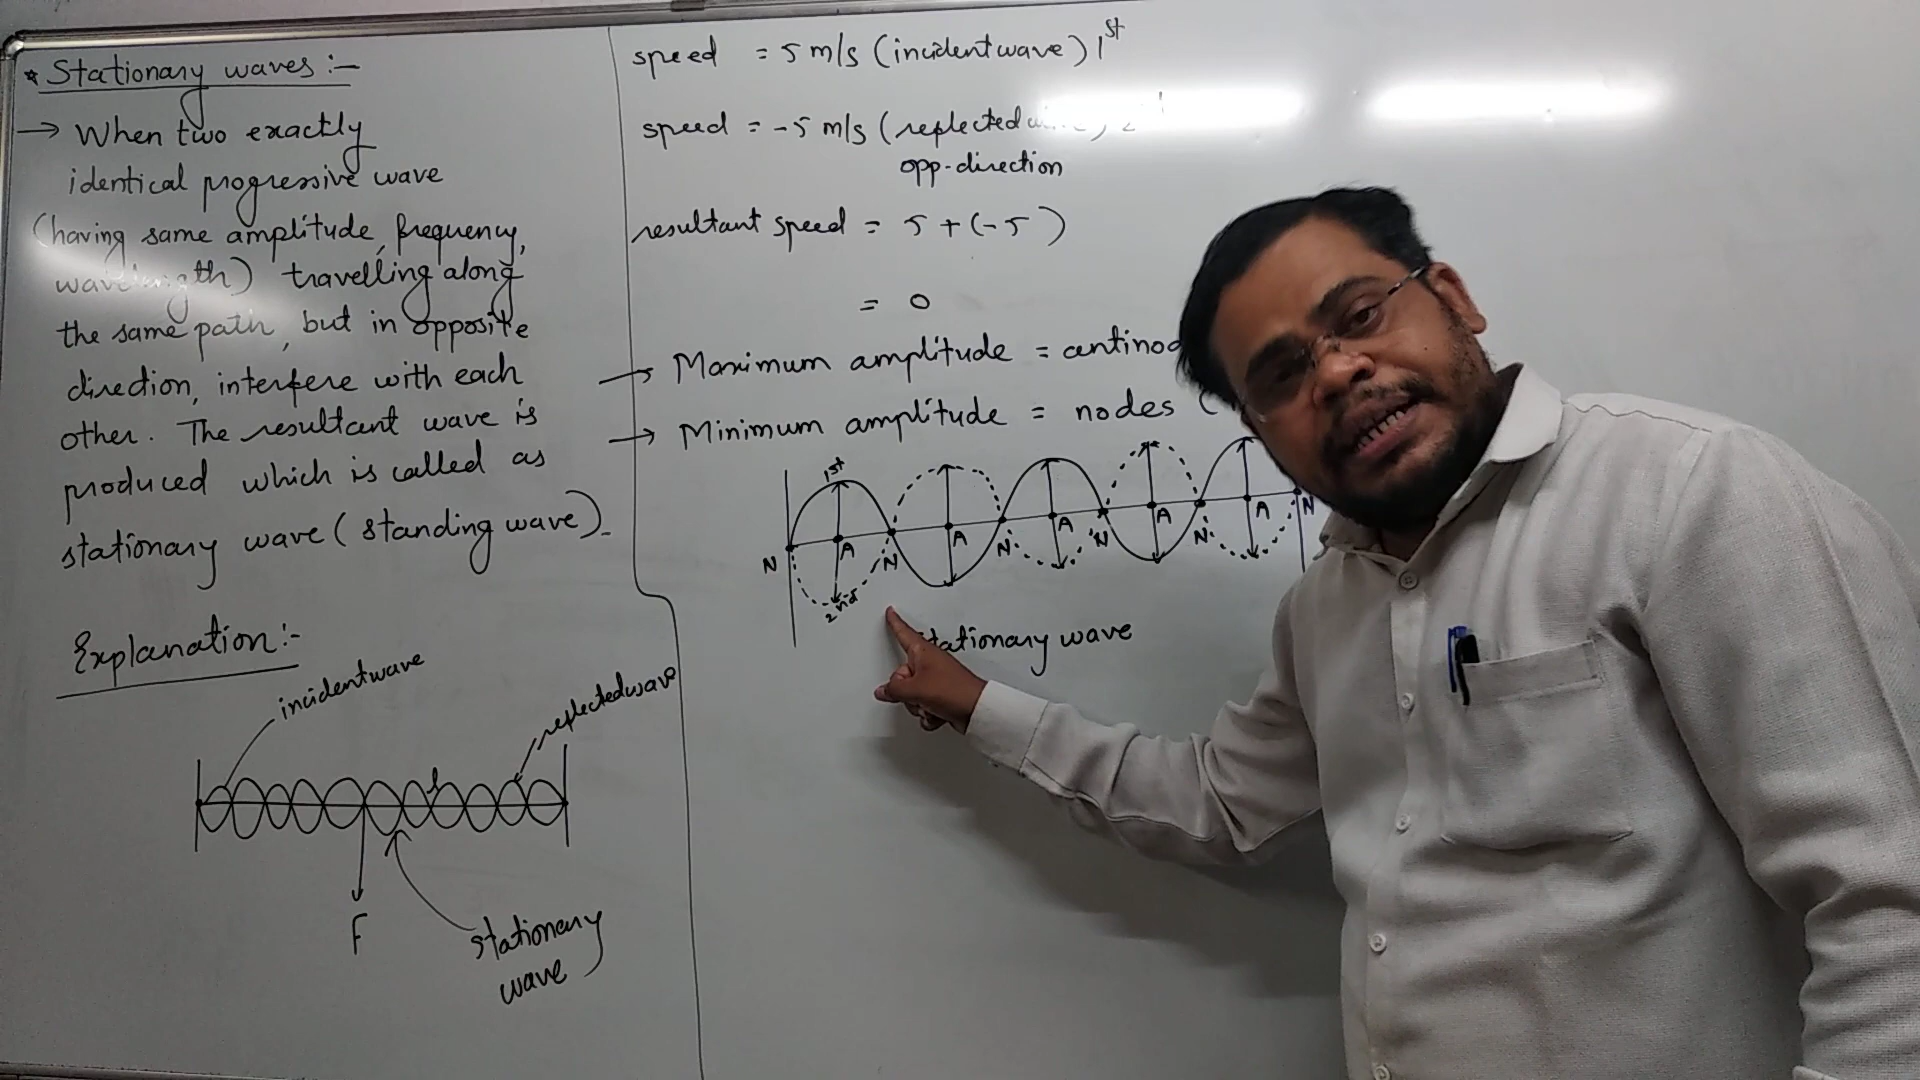 * Stationary waves :-
→ When two exactly
identical progressive wave
(having same amplitude, frequency,
wavelength) travelling along
the same path, but in opposite
direction, interfere with each
other. The resultant wave is
produced which is called as
stationary wave (standing wave).
Explanation :-
incident wave
reflected wave
F
stationary
wave
speed = 5 m/s (incident wave) 1st
speed = -5 m/s (reflected
opp-direction
resultant speed = 5 + (-5)
= 0
→ Maximum amplitude =
→ Minimum amplitude = nodes (
1st
N A N A N A N A N A N
2nd
stationary wave